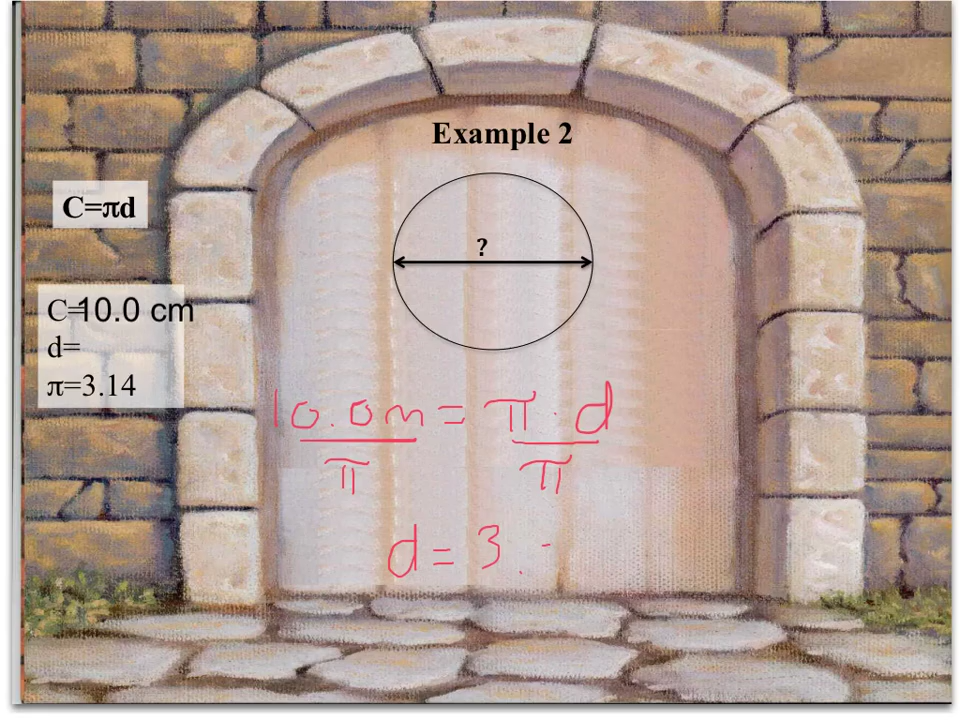 Example 2
C=πd
?
C=10.0 cm
d=
π=3.14
10.0m = π · d
π π
d = 3.